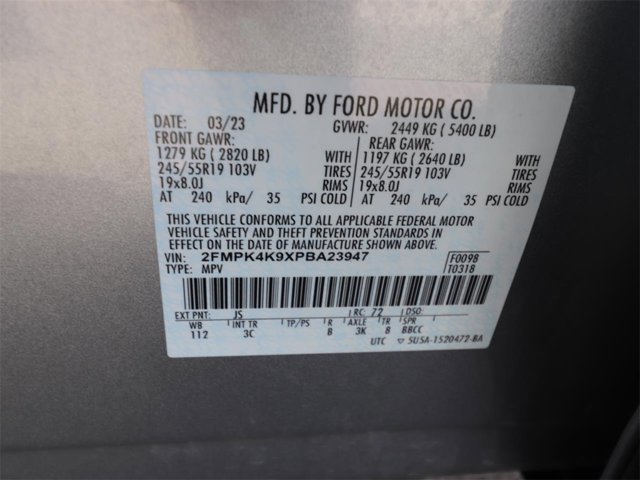 MFD. BY FORD MOTOR CO.
DATE: 03/23 GVWR: 2449 KG ( 5400 LB)
FRONT GAWR: REAR GAWR:
1279 KG ( 2820 LB) WITH 1197 KG ( 2640 LB) WITH
245/55R19 103V TIRES 245/55R19 103V TIRES
19x8.0J RIMS 19x8.0J RIMS
AT 240 kPa/ 35 PSI COLD AT 240 kPa/ 35 PSI COLD
THIS VEHICLE CONFORMS TO ALL APPLICABLE FEDERAL MOTOR
VEHICLE SAFETY AND THEFT PREVENTION STANDARDS IN
EFFECT ON THE DATE OF MANUFACTURE SHOWN ABOVE.
VIN: 2FMPK4K9XPBA23947 F0098
TYPE: MPV T0318
EXT PNT: JS RC: 72 DSO:
WB INT TR TP/PS R AXLE TR SPR
112 3C B 3K 8 BBCC
UTC ▽ 5U5A-1520472-BA